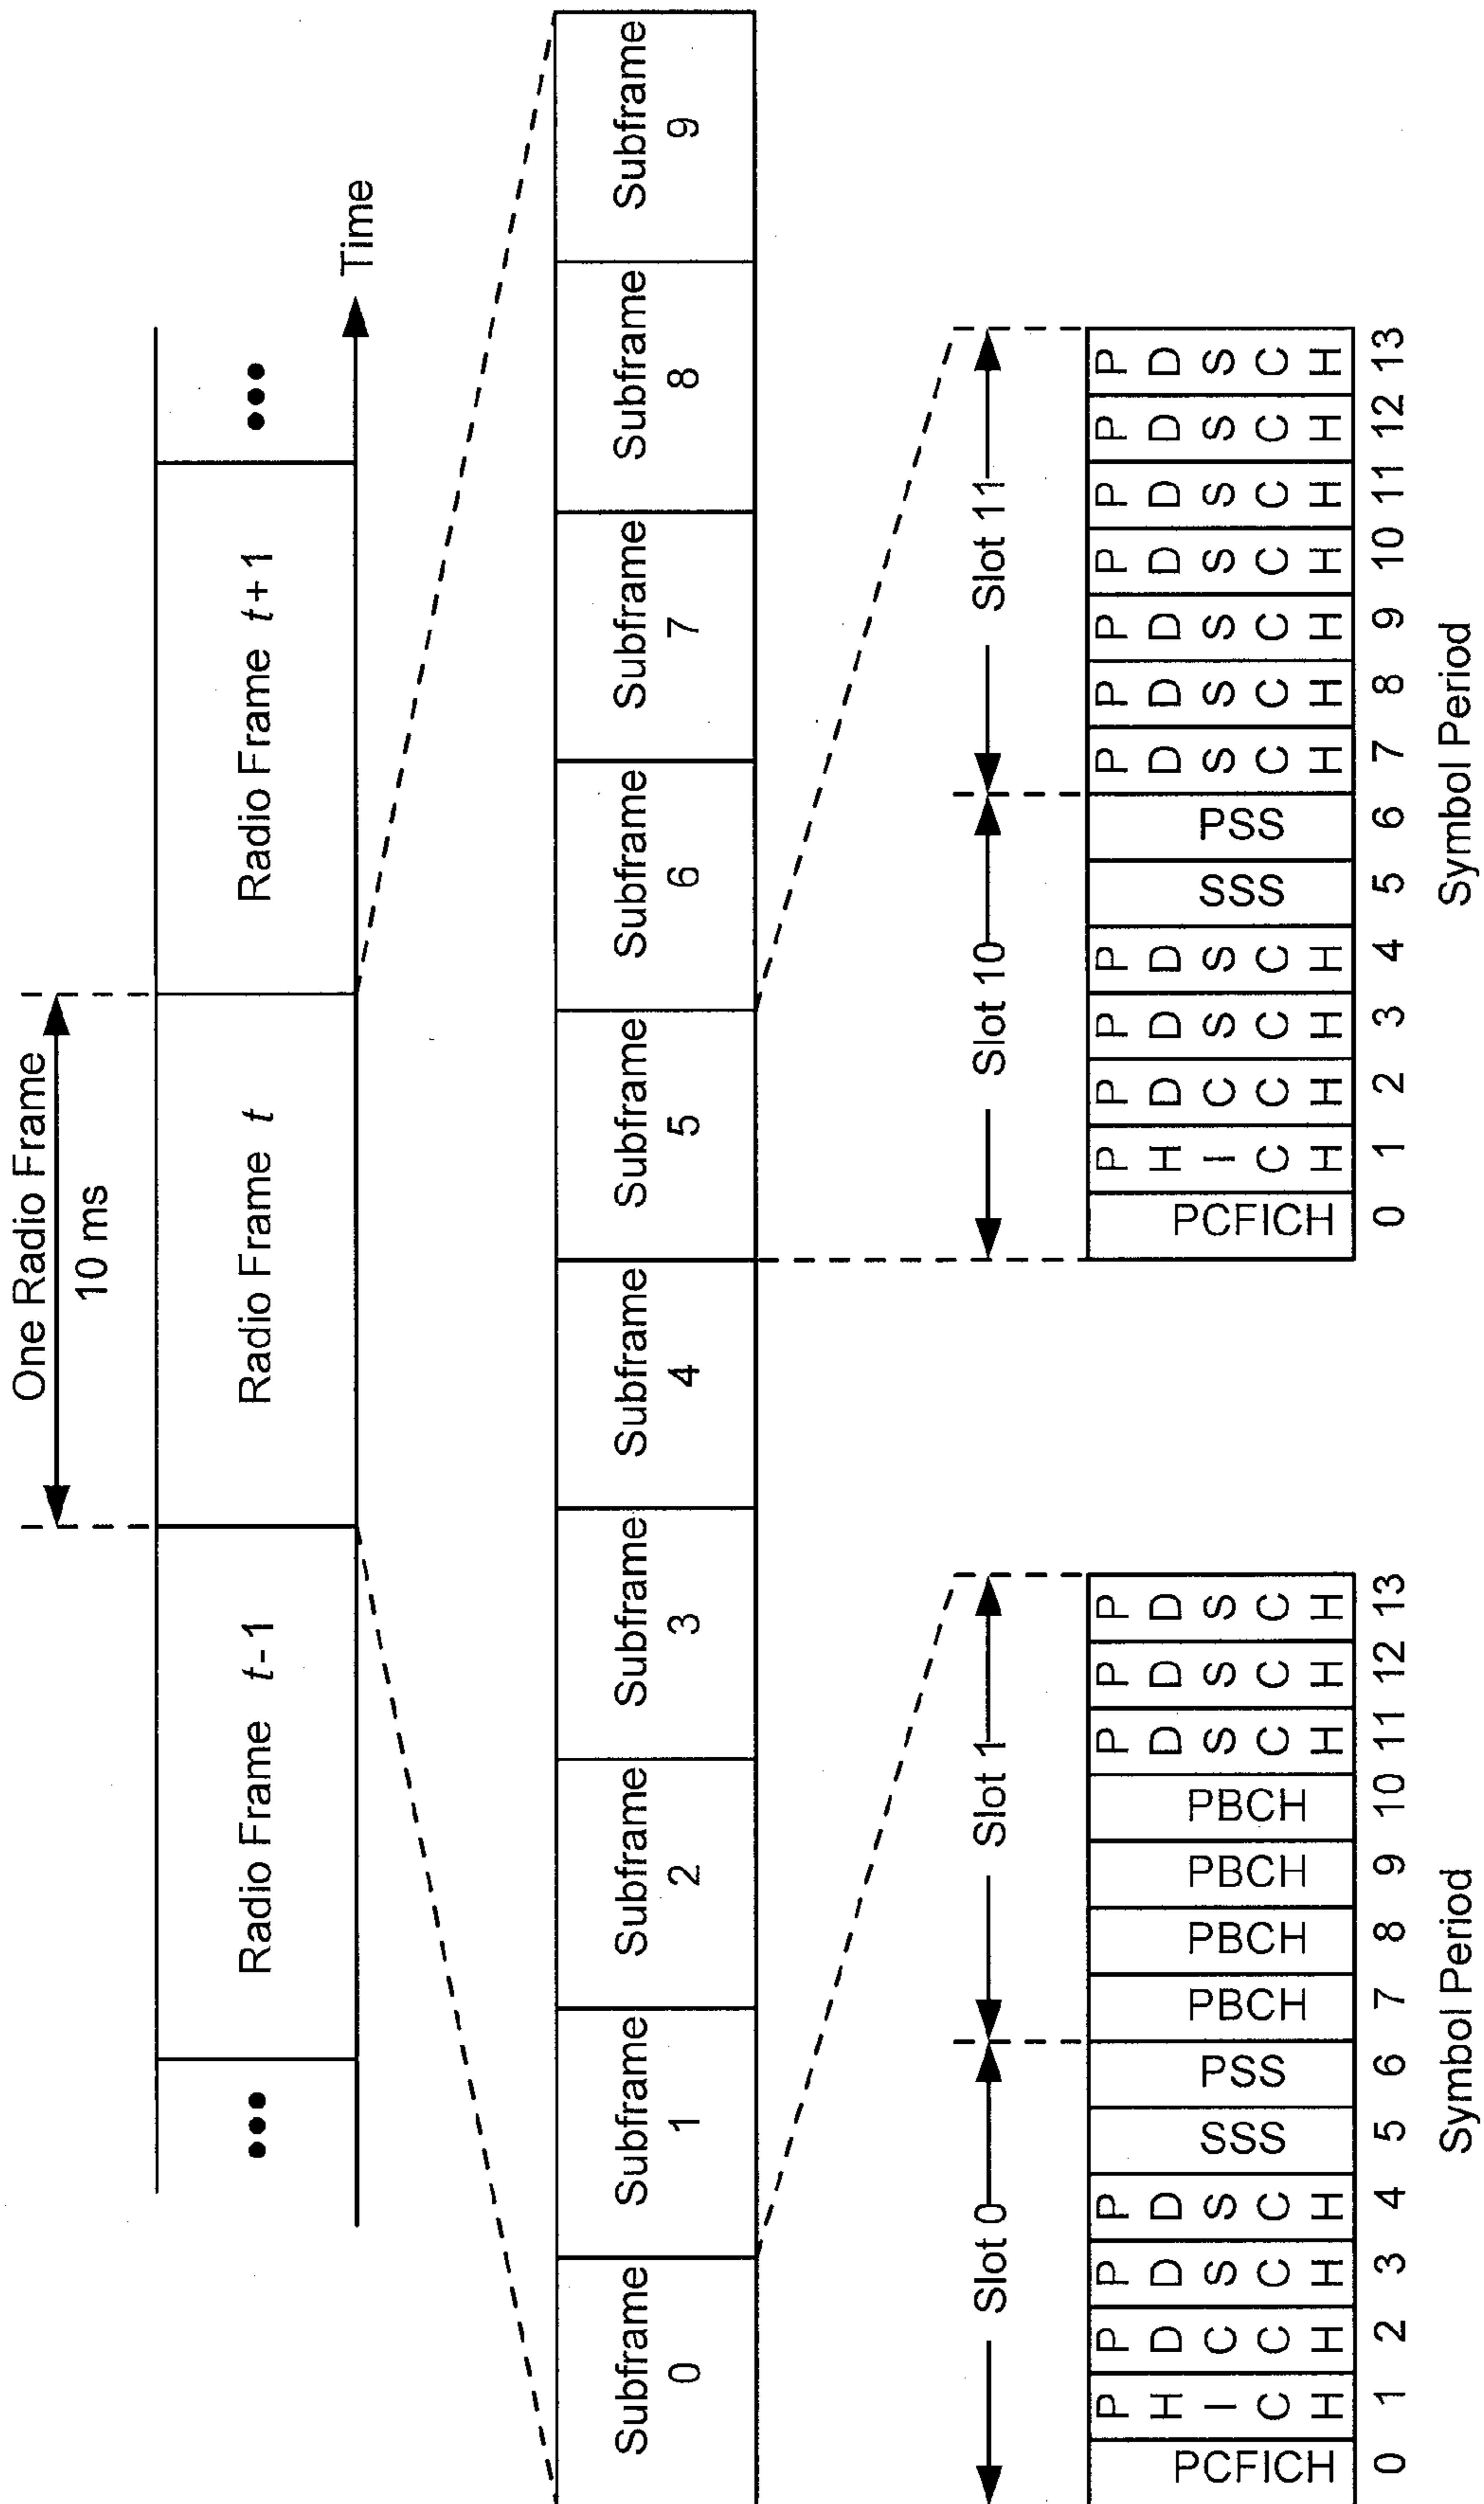 One Radio Frame
10 ms
••• Radio Frame t-1 Radio Frame t Radio Frame t+1 •••
Time
Subframe 0
Subframe 1
Subframe 2
Subframe 3
Subframe 4
Subframe 5
Subframe 6
Subframe 7
Subframe 8
Subframe 9
Slot 0 Slot 1
PCFICH PHICH PDCCH PDSCH PDSCH SSS PSS PBCH PBCH PBCH PBCH PDSCH PDSCH PDSCH
0 1 2 3 4 5 6 7 8 9 10 11 12 13
Symbol Period
Slot 10 Slot 11
PCFICH PHICH PDCCH PDSCH PDSCH SSS PSS PDSCH PDSCH PDSCH PDSCH PDSCH PDSCH PDSCH
0 1 2 3 4 5 6 7 8 9 10 11 12 13
Symbol Period